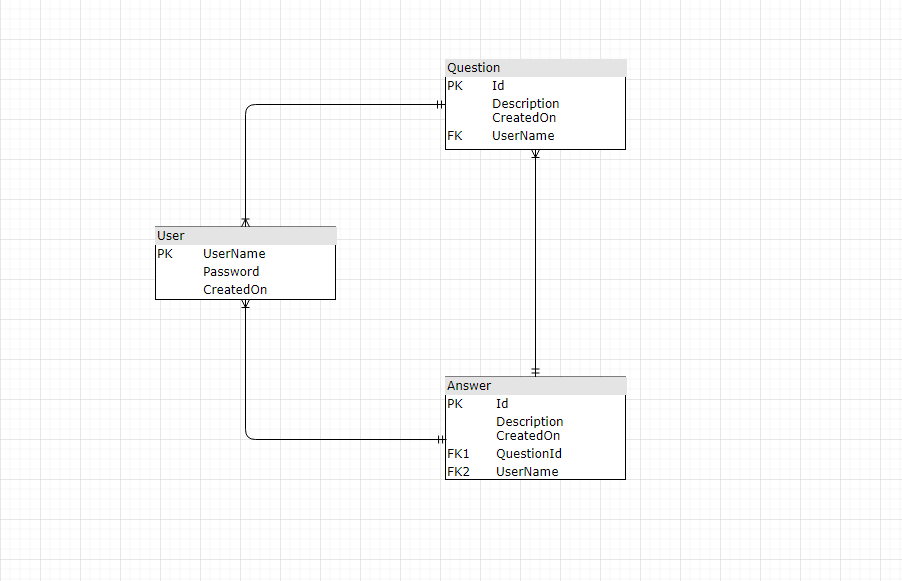 Question
PK Id
Description
CreatedOn
FK UserName
User
PK UserName
Password
CreatedOn
Answer
PK Id
Description
CreatedOn
FK1 QuestionId
FK2 UserName